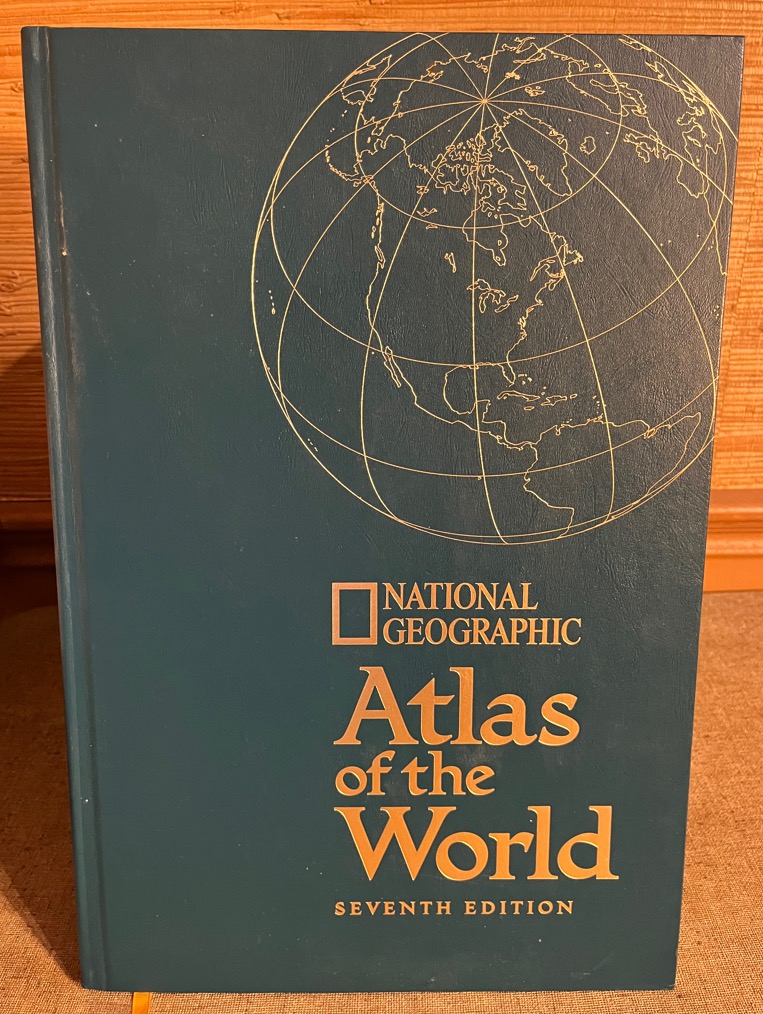 NATIONAL
GEOGRAPHIC
Atlas
of the
World
SEVENTH EDITION